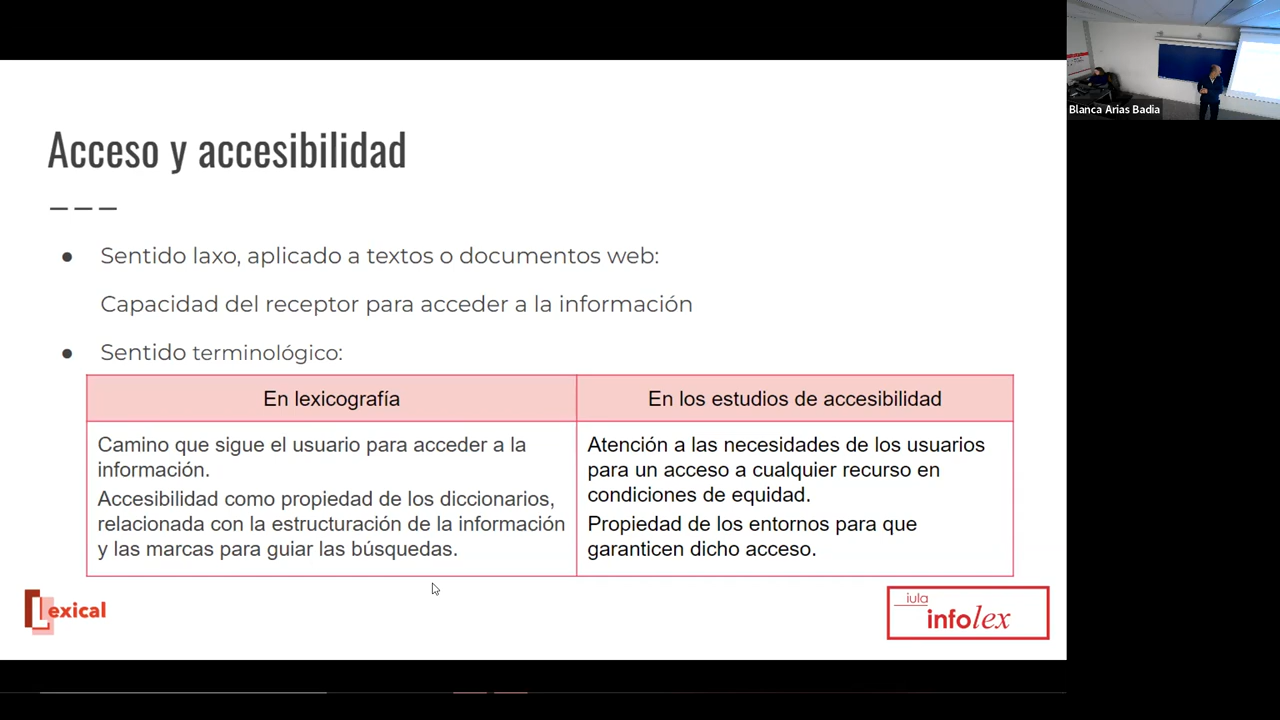 Acceso y accesibilidad
Sentido laxo, aplicado a textos o documentos web:
Capacidad del receptor para acceder a la información
Sentido terminológico:
En lexicografía
Camino que sigue el usuario para acceder a la
información.
Accesibilidad como propiedad de los diccionarios,
relacionada con la estructuración de la información
y las marcas para guiar las búsquedas.
En los estudios de accesibilidad
Atención a las necesidades de los usuarios
para un acceso a cualquier recurso en
condiciones de equidad.
Propiedad de los entornos para que
garanticen dicho acceso.
Lexical
iula
infolex
Blanca Arias Badia